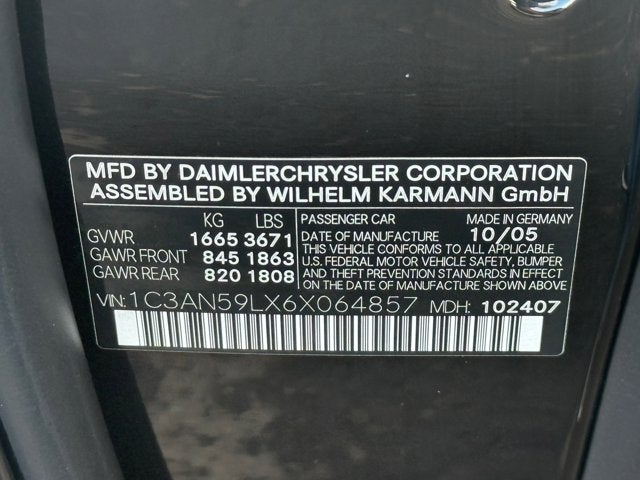 MFD BY DAIMLERCHRYSLER CORPORATION
ASSEMBLED BY WILHELM KARMANN GmbH
KG LBS
GVWR 1665 3671
GAWR FRONT 845 1863
GAWR REAR 820 1808
PASSENGER CAR MADE IN GERMANY
DATE OF MANUFACTURE 10/05
THIS VEHICLE CONFORMS TO ALL APPLICABLE
U.S. FEDERAL MOTOR VEHICLE SAFETY, BUMPER
AND THEFT PREVENTION STANDARDS IN EFFECT
ON THE DATE OF MANUFACTURE SHOWN ABOVE
VIN: 1C3AN59LX6X064857 MDH: 102407